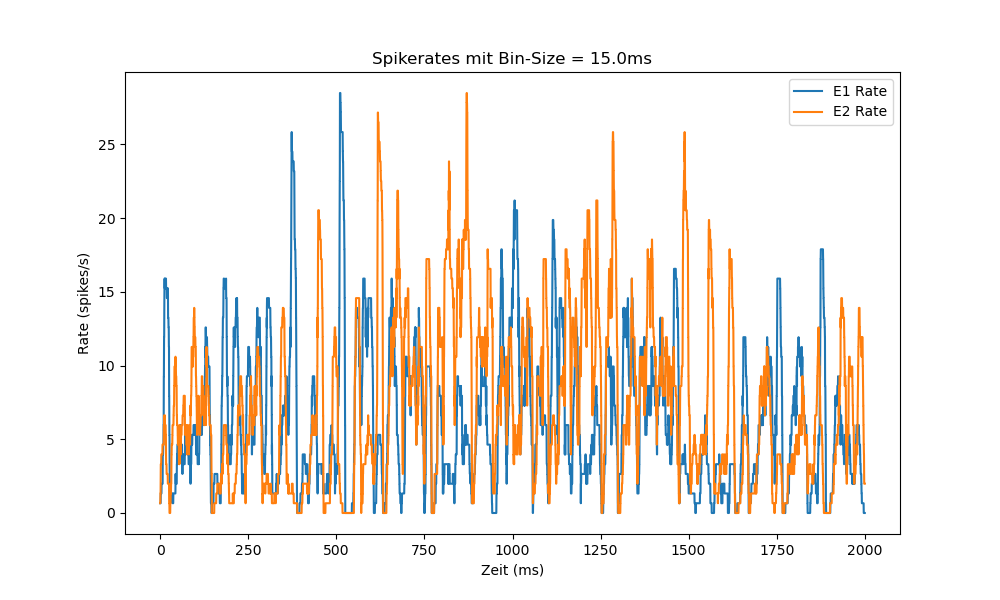 Spikerates mit Bin-Size = 15.0ms
E1 Rate
E2 Rate
Rate (spikes/s)
25
20
15
10
5
0
0 250 500 750 1000 1250 1500 1750 2000
Zeit (ms)